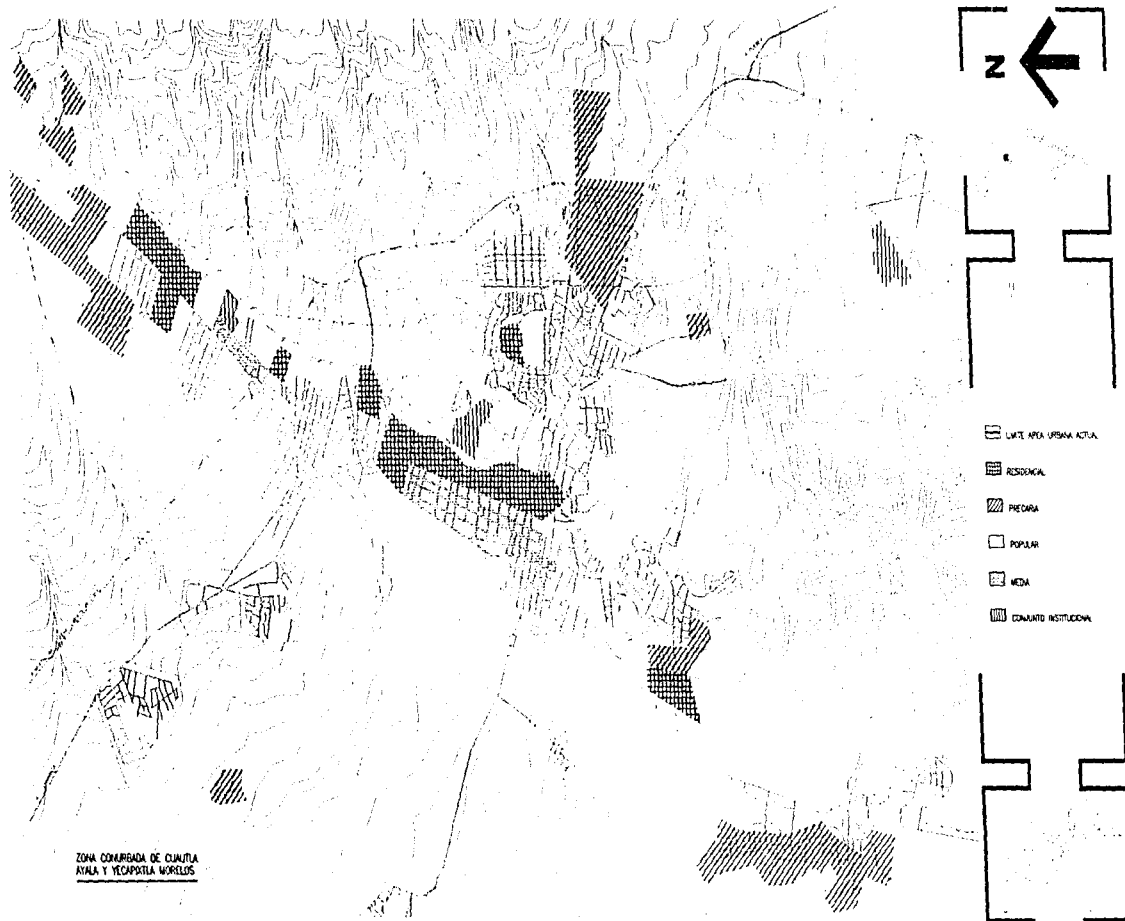 N
LIMITE AREA URBANA ACTUAL
RESIDENCIAL
PRECARIA
POPULAR
MEDIA
CONJUNTO INSTITUCIONAL
ZONA CONURBADA DE CUAUTLA
AYALA Y YECAPIXTLA MORELOS